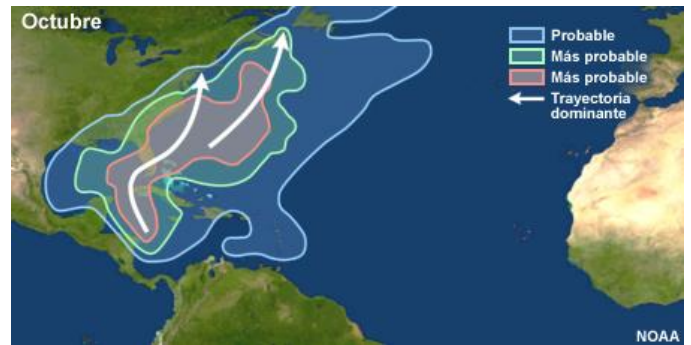 Octubre
Probable
Más probable
Más probable
Trayectoria
dominante
NOAA